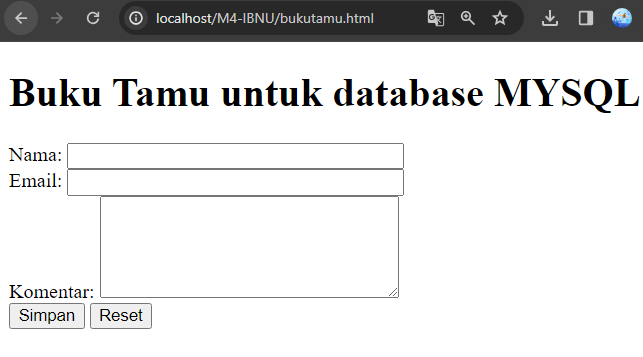 localhost/M4-IBNU/bukutamu.html
Buku Tamu untuk database MYSQL
Nama:
Email:
Komentar:
Simpan Reset